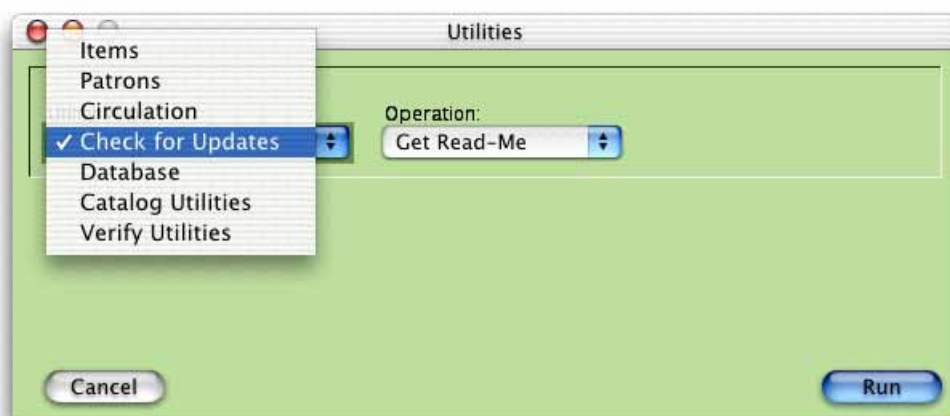 Utilities
Items
Patrons
Circulation
✓ Check for Updates
Database
Catalog Utilities
Verify Utilities
Operation:
Get Read-Me
Cancel
Run